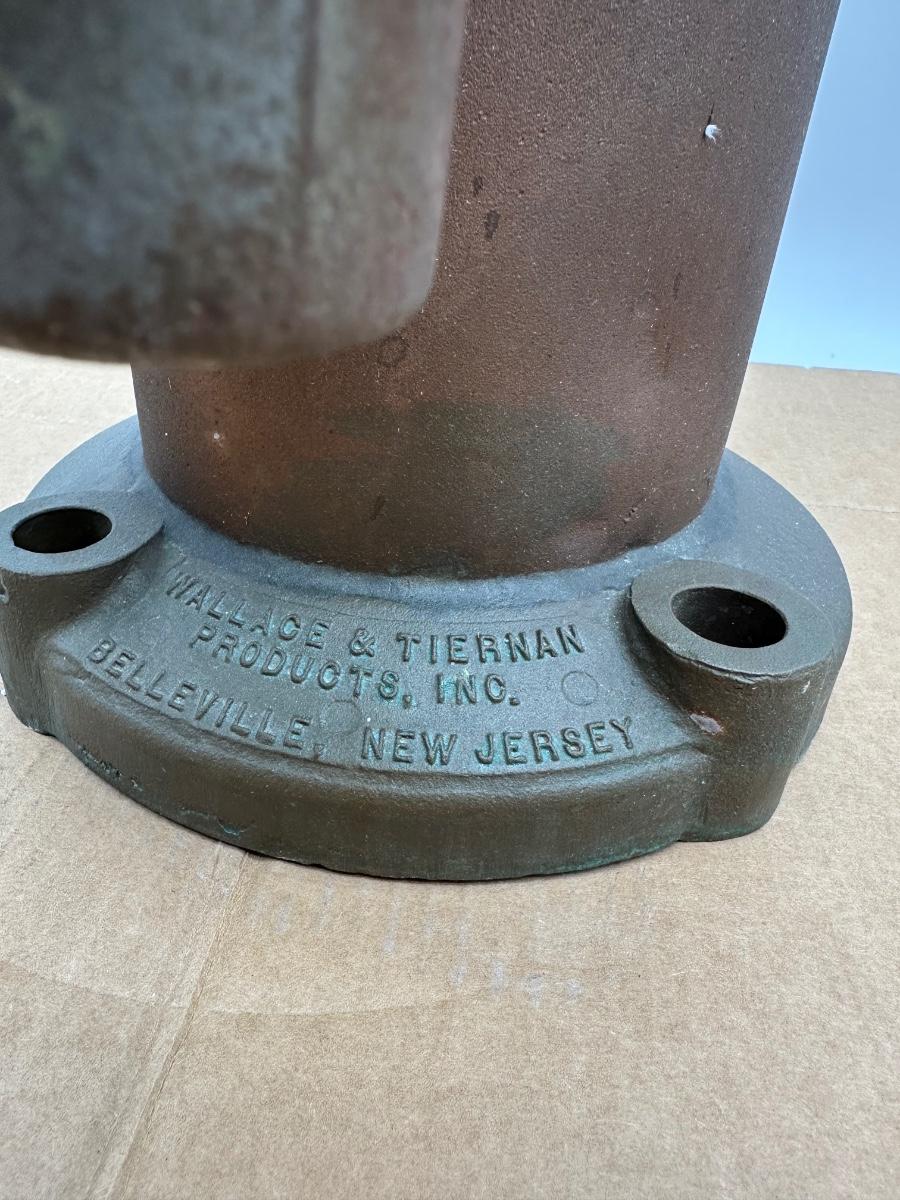 WALLACE & TIERNAN
PRODUCTS, INC.
BELLEVILLE, NEW JERSEY